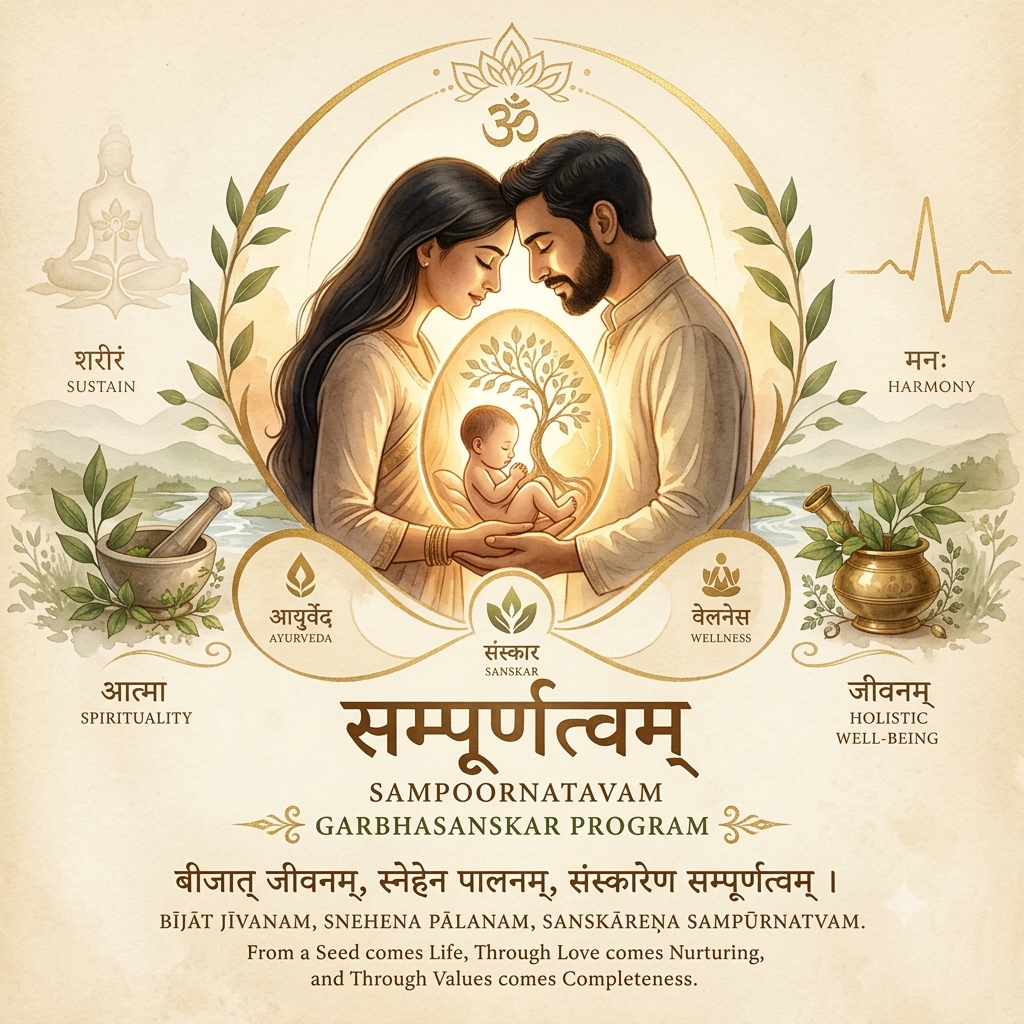 ॐ
शरीरं
SUSTAIN
मनः
HARMONY
आयुर्वेद
AYURVEDA
संस्कार
SANSKAR
वेलनेस
WELLNESS
आत्मा
SPIRITUALITY
जीवनम्
HOLISTIC
WELL-BEING
सम्पूर्णत्वम्
SAMPOORNATAVAM
GARBHASANSKAR PROGRAM
बीजात् जीवनम्, स्नेहेन पालनम्, संस्कारेण सम्पूर्णत्वम् ।
BĪJĀT JĪVANAM, SNEHENA PĀLANAM, SANSKĀREṆA SAMPŪRNATVAM.
From a Seed comes Life, Through Love comes Nurturing,
and Through Values comes Completeness.